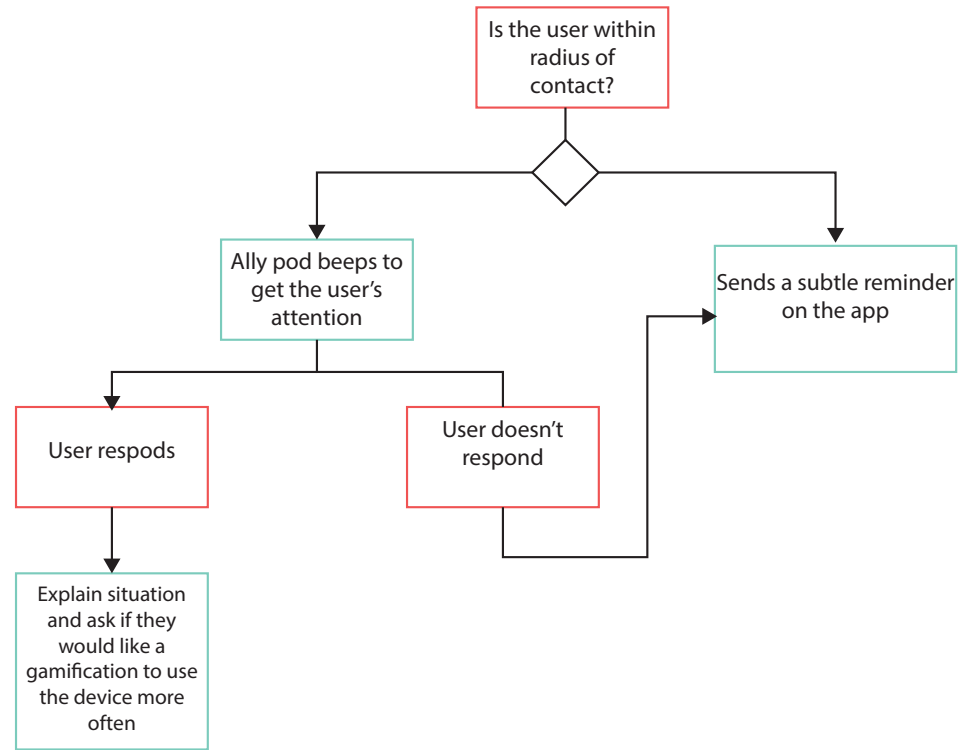 Is the user within
radius of
contact?
Ally pod beeps to
get the user’s
attention
Sends a subtle reminder
on the app
User respods
User doesn't
respond
Explain situation
and ask if they
would like a
gamification to use
the device more
often